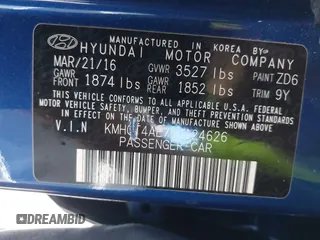 MANUFACTURED IN KOREA BY
HYUNDAI MOTOR COMPANY
MAR/21/16 GVWR 3527 lbs PAINT ZD6
GAWR FRONT 1874 lbs GAWR REAR 1852 lbs TRIM 9Y
THIS VEHICLE CONFORMS TO ALL APPLICABLE
FEDERAL MOTOR VEHICLE SAFETY, BUMPER, AND
THEFT PREVENTION STANDARDS IN EFFECT ON THE
DATE OF MANUFACTURE SHOWN ABOVE.
V.I.N
PASSENGER CAR